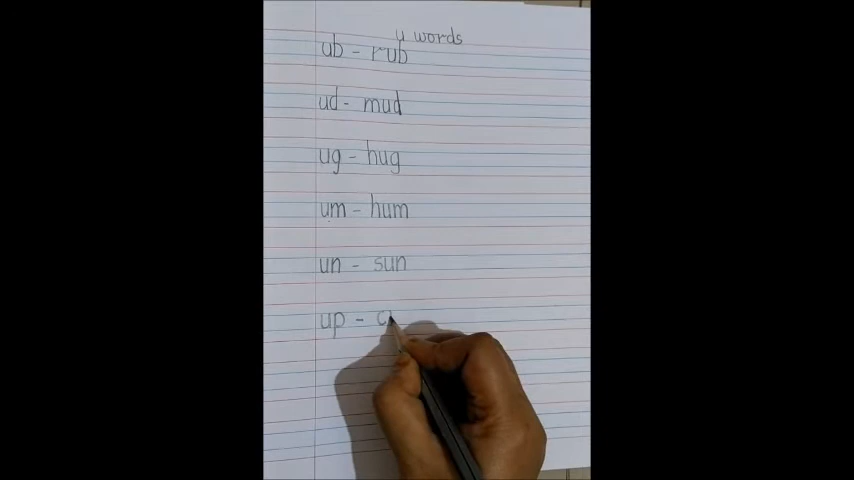 u words
ub - rub
ud - mud
ug - hug
um - hum
un - sun
up - c